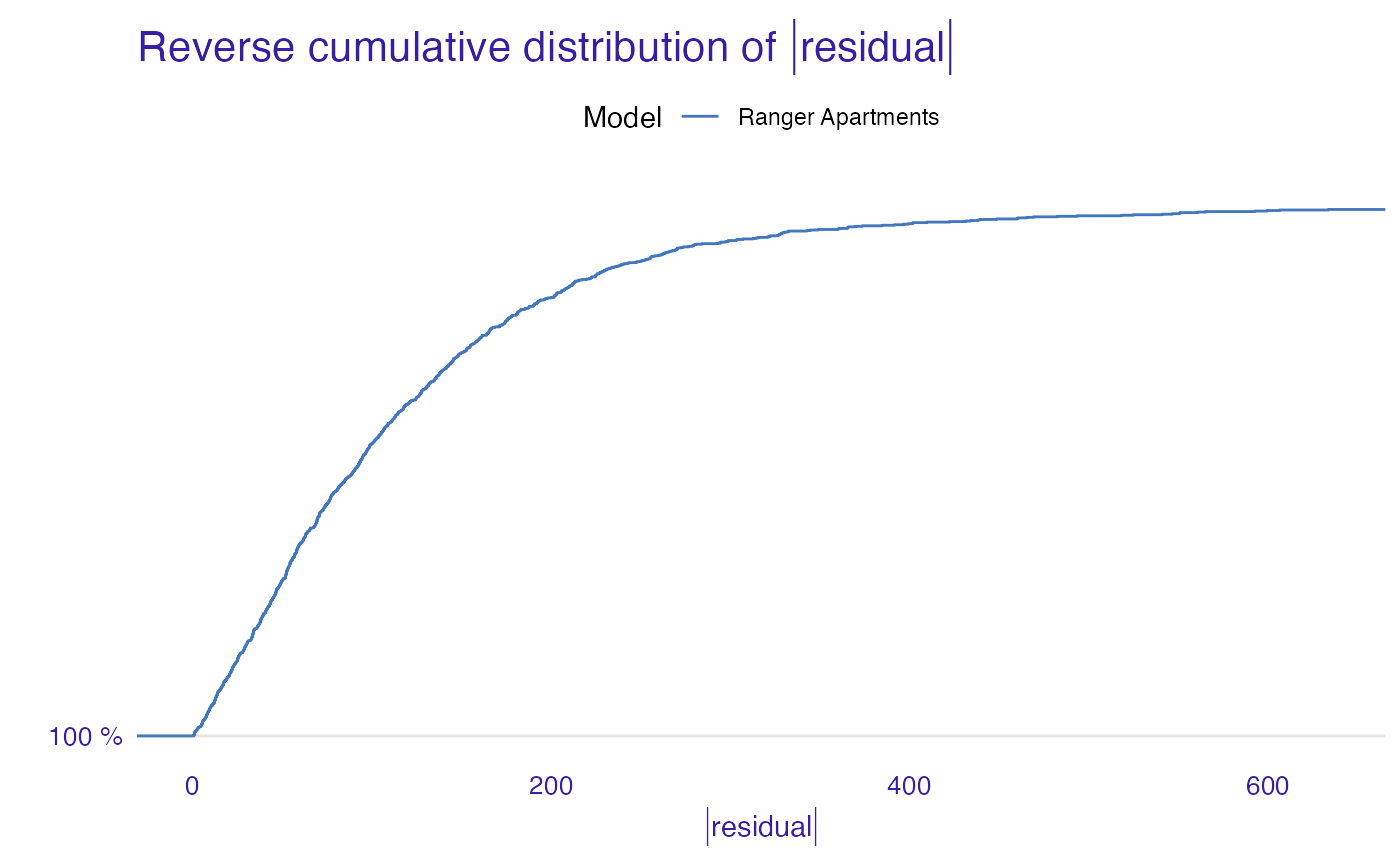 Reverse cumulative distribution of |residual|
Model Ranger Apartments
100 %
0 200 400 600
|residual|